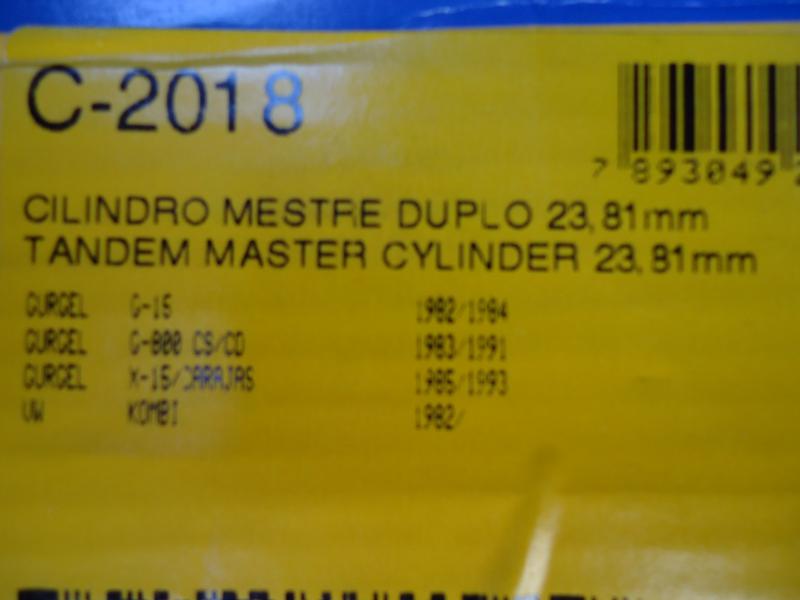 C-2018
7 893049
CILINDRO MESTRE DUPLO 23,81mm
TANDEM MASTER CYLINDER 23,81mm
GURGEL G-15 1982/1984
GURGEL G-800 CS/CD 1983/1991
GURGEL X-15/CARAJAS 1985/1993
VW KOMBI 1982/